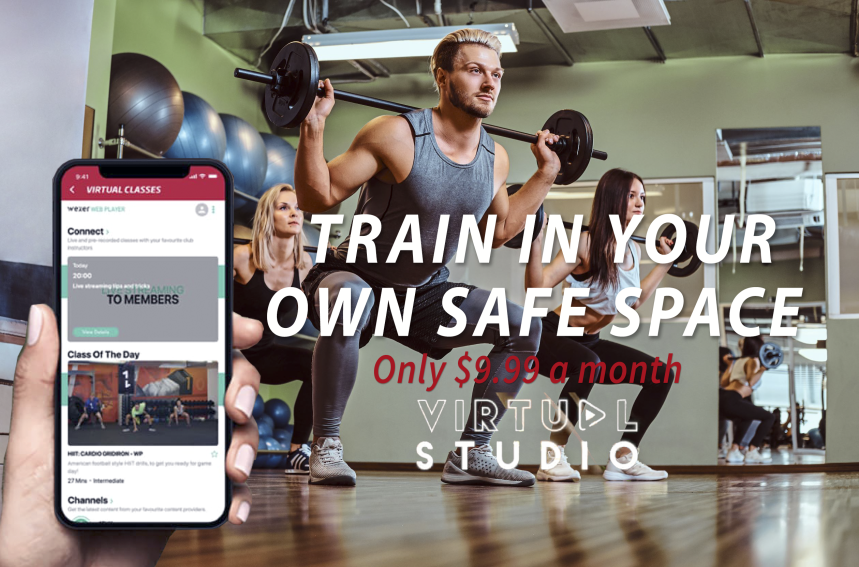 9:41
VIRTUAL CLASSES
wexer WEB PLAYER
Connect >
Live and pre-recorded classes with your favourite club
instructors
Today
20:00
Live streaming tips and tricks
LIVE STREAMING
TO MEMBERS
View Details
Class Of The Day
HIIT: CARDIO GRIDIRON - WP
American football style HIIT drills, to get you ready for game
day!
27 Mins - Intermediate
Channels >
Get the latest content from your favourite content providers.
TRAIN IN YOUR
OWN SAFE SPACE
Only $9.99 a month
VIRTUAL
STUDIO